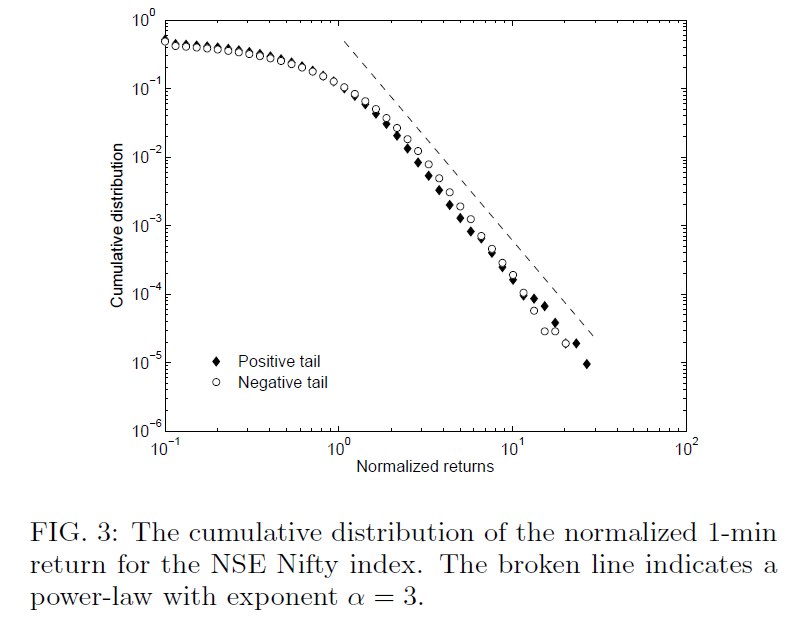 10^0
10^-1
10^-2
10^-3
10^-4
10^-5
10^-6
Cumulative distribution
Positive tail
Negative tail
10^-1 10^0 10^1 10^2
Normalized returns
FIG. 3: The cumulative distribution of the normalized 1-min
return for the NSE Nifty index. The broken line indicates a
power-law with exponent α = 3.